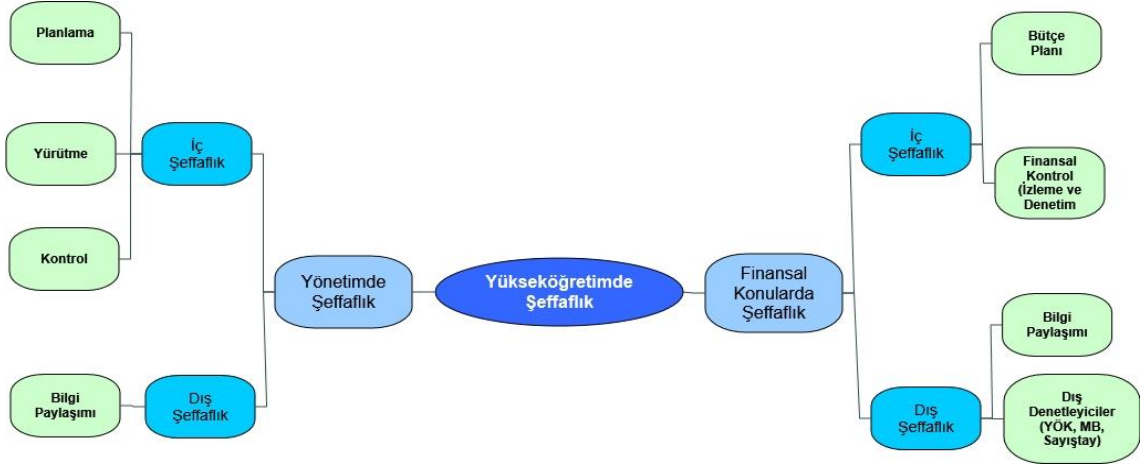 Planlama
Yürütme
Kontrol
İç
Şeffaflık
Bilgi
Paylaşımı
Dış
Şeffaflık
Yönetimde
Şeffaflık
Yükseköğretimde
Şeffaflık
Finansal
Konularda
Şeffaflık
İç
Şeffaflık
Bütçe
Planı
Finansal
Kontrol
(İzleme ve
Denetim
Dış
Şeffaflık
Bilgi
Paylaşımı
Dış
Denetleyiciler
(YÖK, MB,
Sayıştay)